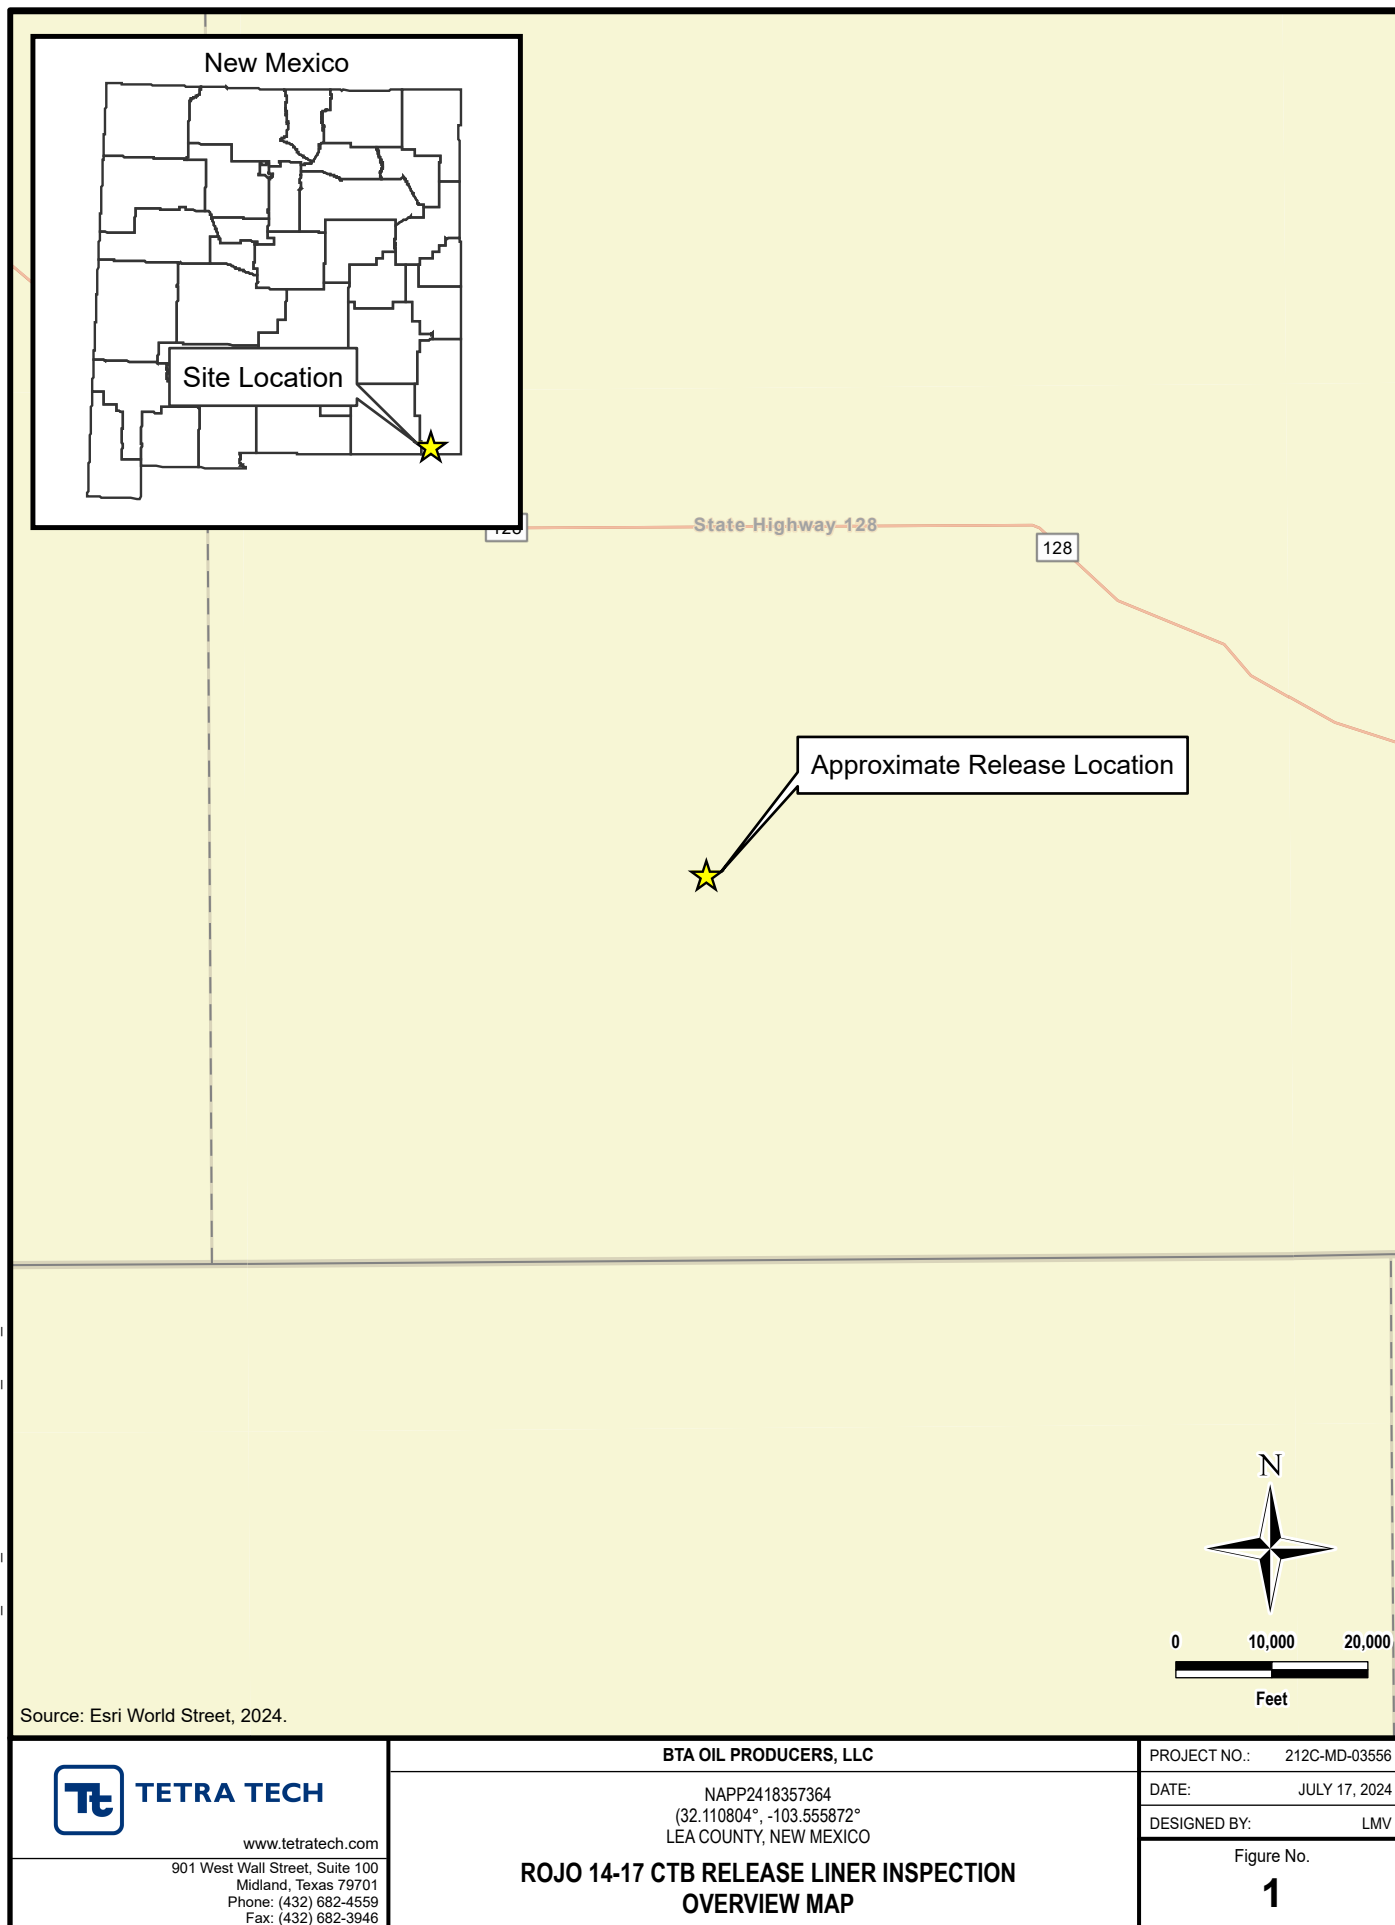 New Mexico
Site Location
128
State Highway 128
128
Approximate Release Location
N
0 10,000 20,000
Feet
Source: Esri World Street, 2024.
Tt TETRA TECH
www.tetratech.com
901 West Wall Street, Suite 100
Midland, Texas 79701
Phone: (432) 682-4559
Fax: (432) 682-3946
BTA OIL PRODUCERS, LLC
NAPP2418357364
(32.110804°, -103.555872°
LEA COUNTY, NEW MEXICO
ROJO 14-17 CTB RELEASE LINER INSPECTION
OVERVIEW MAP
PROJECT NO.: 212C-MD-03556
DATE: JULY 17, 2024
DESIGNED BY: LMV
Figure No.
1